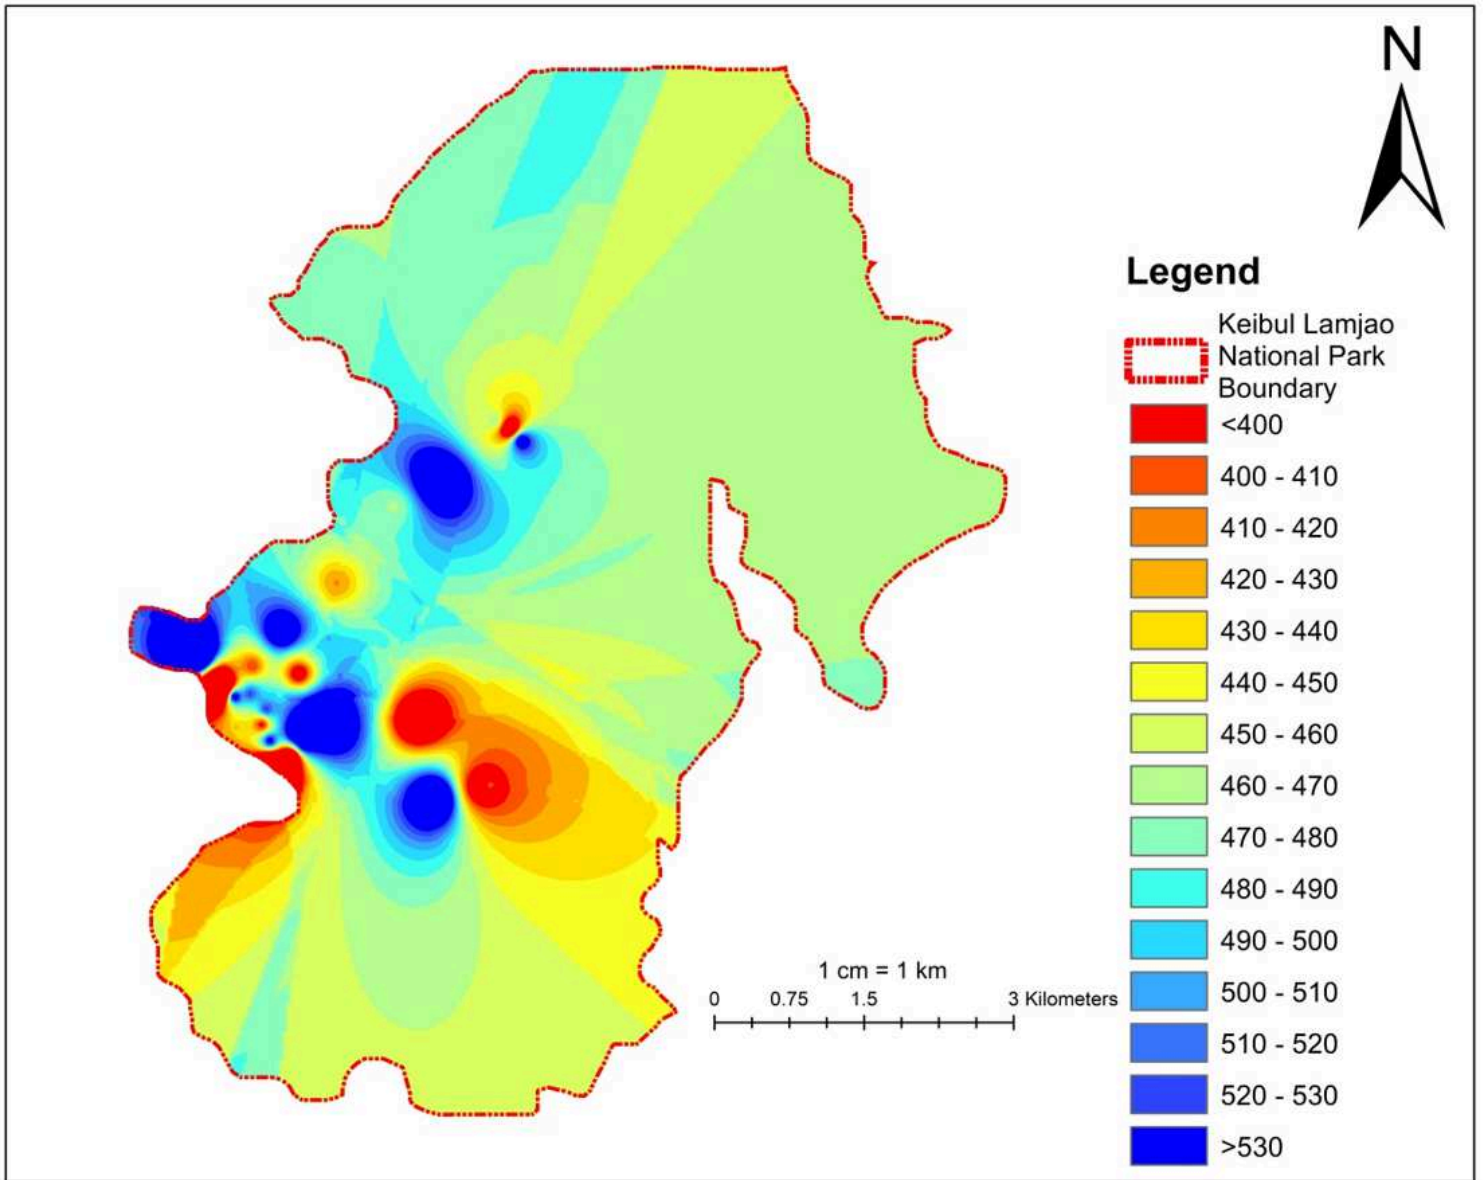 N
Legend
Keibul Lamjao
National Park
Boundary
<400
400 - 410
410 - 420
420 - 430
430 - 440
440 - 450
450 - 460
460 - 470
470 - 480
480 - 490
490 - 500
500 - 510
510 - 520
520 - 530
>530
1 cm = 1 km
0 0.75 1.5 3 Kilometers